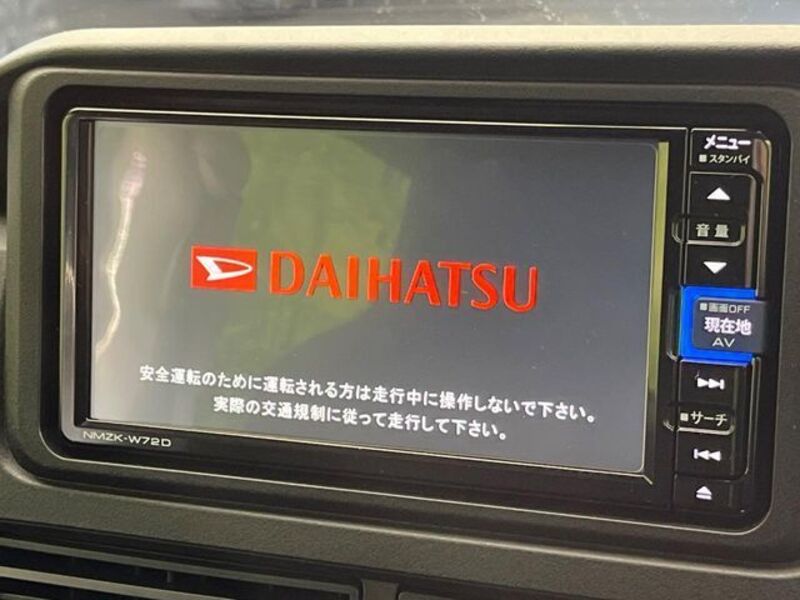 DAIHATSU
安全運転のために運転される方は走行中に操作しないで下さい。
実際の交通規制に従って走行して下さい。
NMZK-W72D
メニュー
スタンバイ
音量
画面OFF
現在地
AV
サーチ